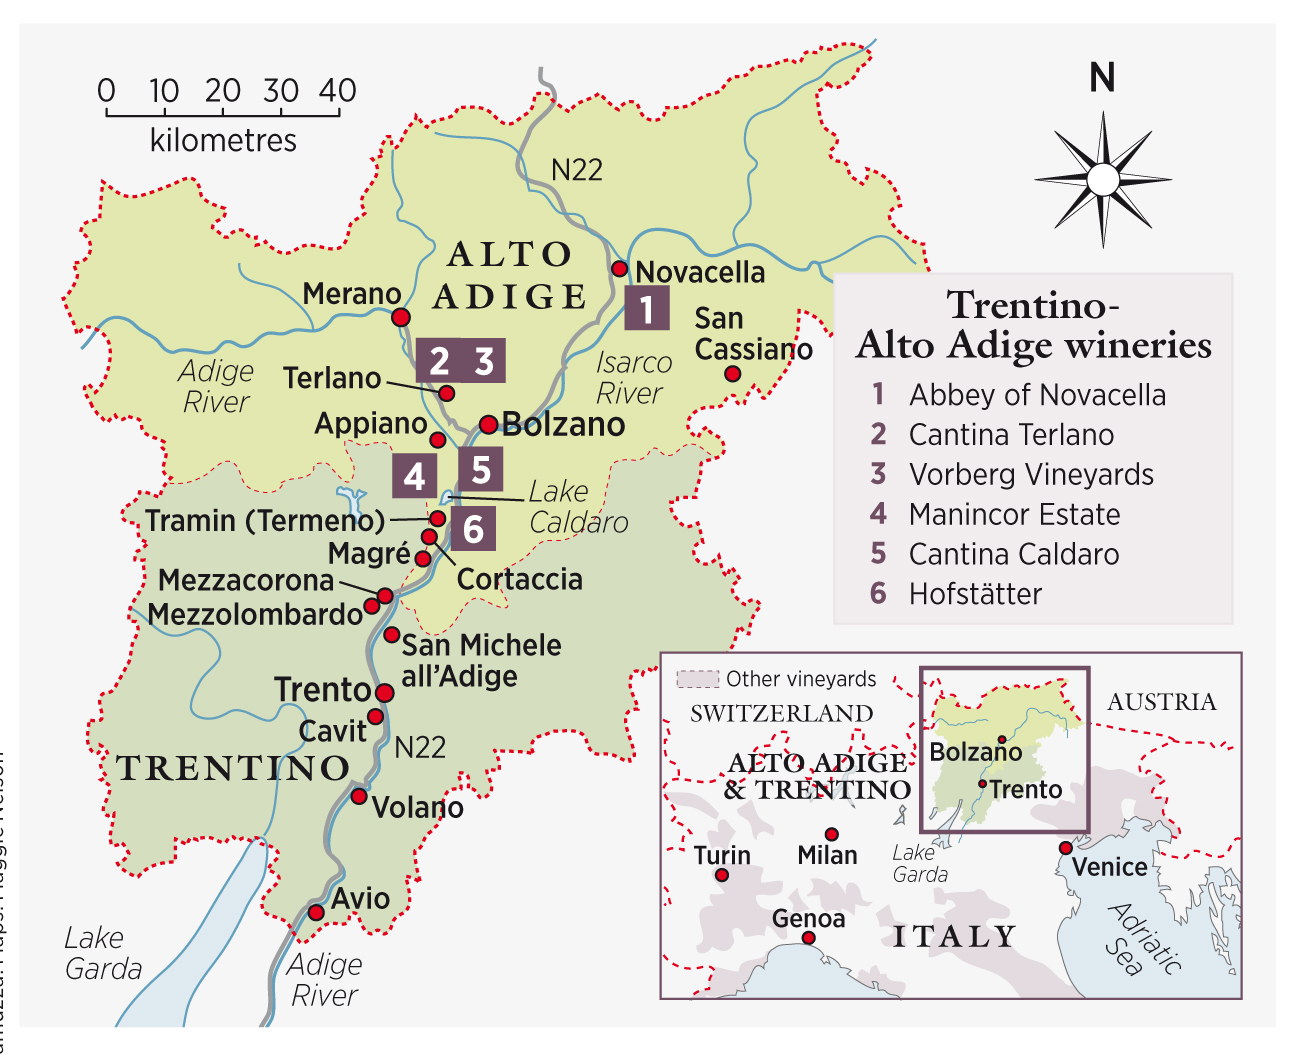 0 10 20 30 40
kilometres
N
N22
ALTO
ADIGE
Novacella
1
Merano
San
Cassiano
2 3
Adige
River
Terlano
Isarco
River
Appiano
Bolzano
4
5
Lake
Caldaro
Tramin (Termeno)
6
Magré
Cortaccia
Mezzacorona
Mezzolombardo
San Michele
all'Adige
Trento
Cavit
N22
TRENTINO
Volano
Avio
Lake
Garda
Adige
River
Trentino-
Alto Adige wineries
1 Abbey of Novacella
2 Cantina Terlano
3 Vorberg Vineyards
4 Manincor Estate
5 Cantina Caldaro
6 Hofstätter
Other vineyards
SWITZERLAND
AUSTRIA
ALTO ADIGE
& TRENTINO
Bolzano
Trento
Turin
Milan
Lake
Garda
Venice
Genoa
ITALY
Adriatic
Sea